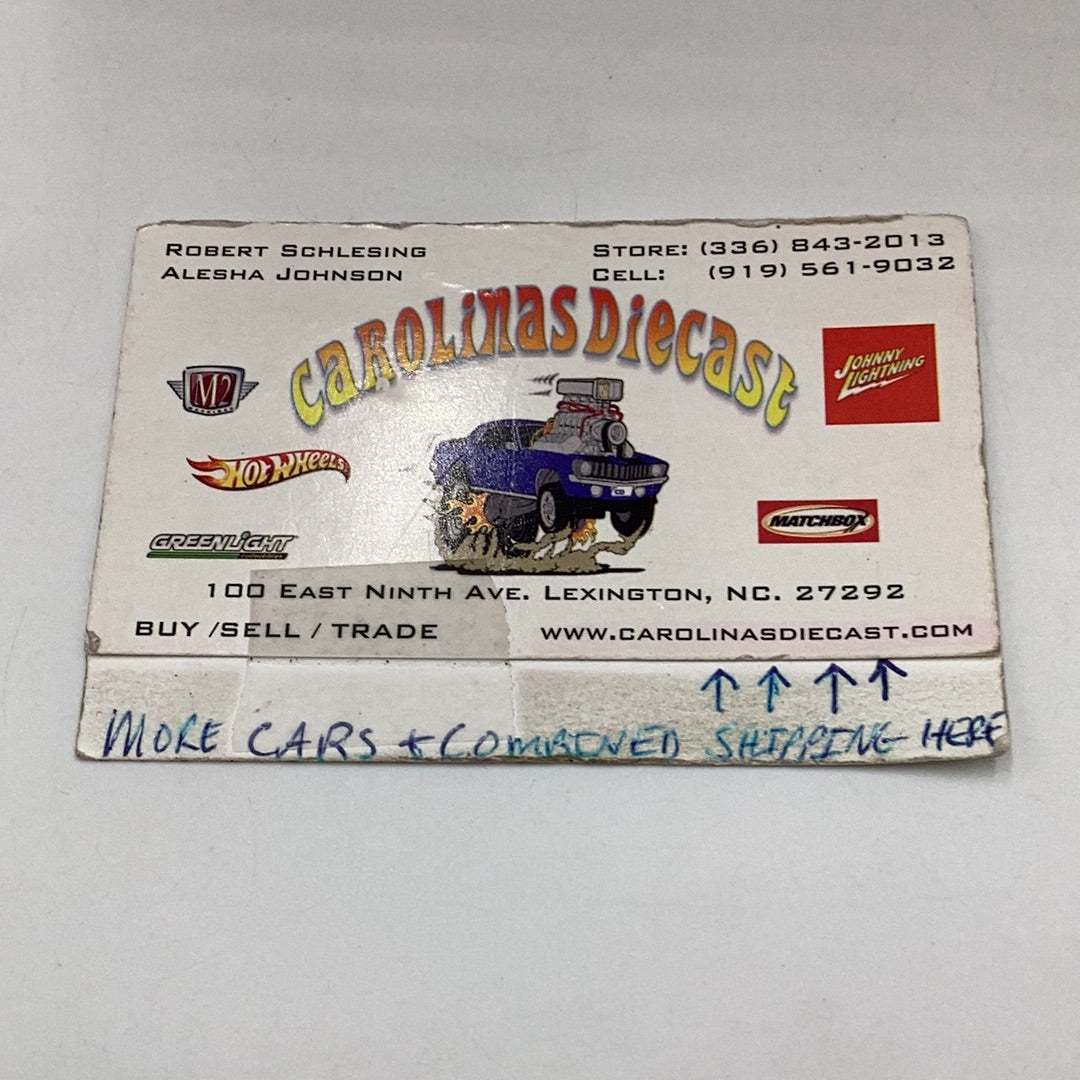 ROBERT SCHLESING
ALESHA JOHNSON
STORE: (336) 843-2013
CELL: (919) 561-9032
CAROLINAS DIECAST
M2
JOHNNY LIGHTNING
HOT WHEELS
MATCHBOX
GREENLIGHT
100 EAST NINTH AVE. LEXINGTON, NC. 27292
BUY /SELL / TRADE
WWW.CAROLINASDIECAST.COM
↑ ↑ ↑ ↑
MORE CARS + COMBINED SHIPPING HERE